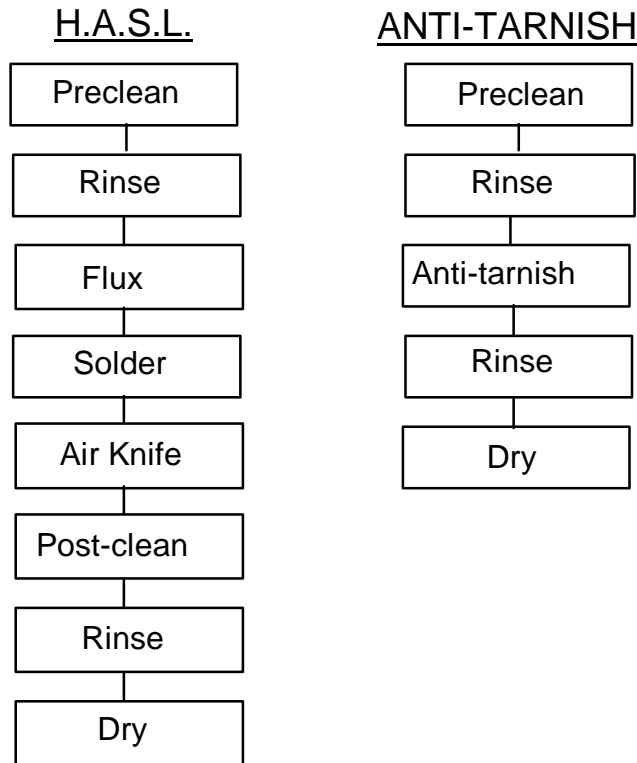 H.A.S.L.
Preclean
Rinse
Flux
Solder
Air Knife
Post-clean
Rinse
Dry
ANTI-TARNISH
Preclean
Rinse
Anti-tarnish
Rinse
Dry